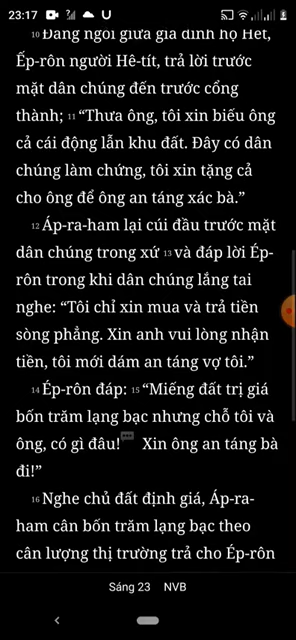 23:17
10 Đang ngồi giữa gia đình họ Hết,
Ếp-rôn người Hê-tít, trả lời trước
mặt dân chúng đến trước cổng
thành; 11 “Thưa ông, tôi xin biếu ông
cả cái động lẫn khu đất. Đây có dân
chúng làm chứng, tôi xin tặng cả
cho ông để ông an táng xác bà.”
12 Áp-ra-ham lại cúi đầu trước mặt
dân chúng trong xứ 13 và đáp lời Ép-
rôn trong khi dân chúng lắng tai
nghe: “Tôi chỉ xin mua và trả tiền
sòng phẳng. Xin anh vui lòng nhận
tiền, tôi mới dám an táng vợ tôi.”
14 Ép-rôn đáp: 15 “Miếng đất trị giá
bốn trăm lạng bạc nhưng chỗ tôi và
ông, có gì đâu! Xin ông an táng bà
đi!”
16 Nghe chủ đất định giá, Áp-ra-
ham cân bốn trăm lạng bạc theo
cân lượng thị trường trả cho Ép-rôn
Sáng 23 NVB